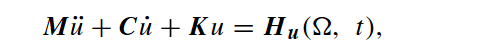 Mü + Cu̇ + Ku = H_u(Ω, t),